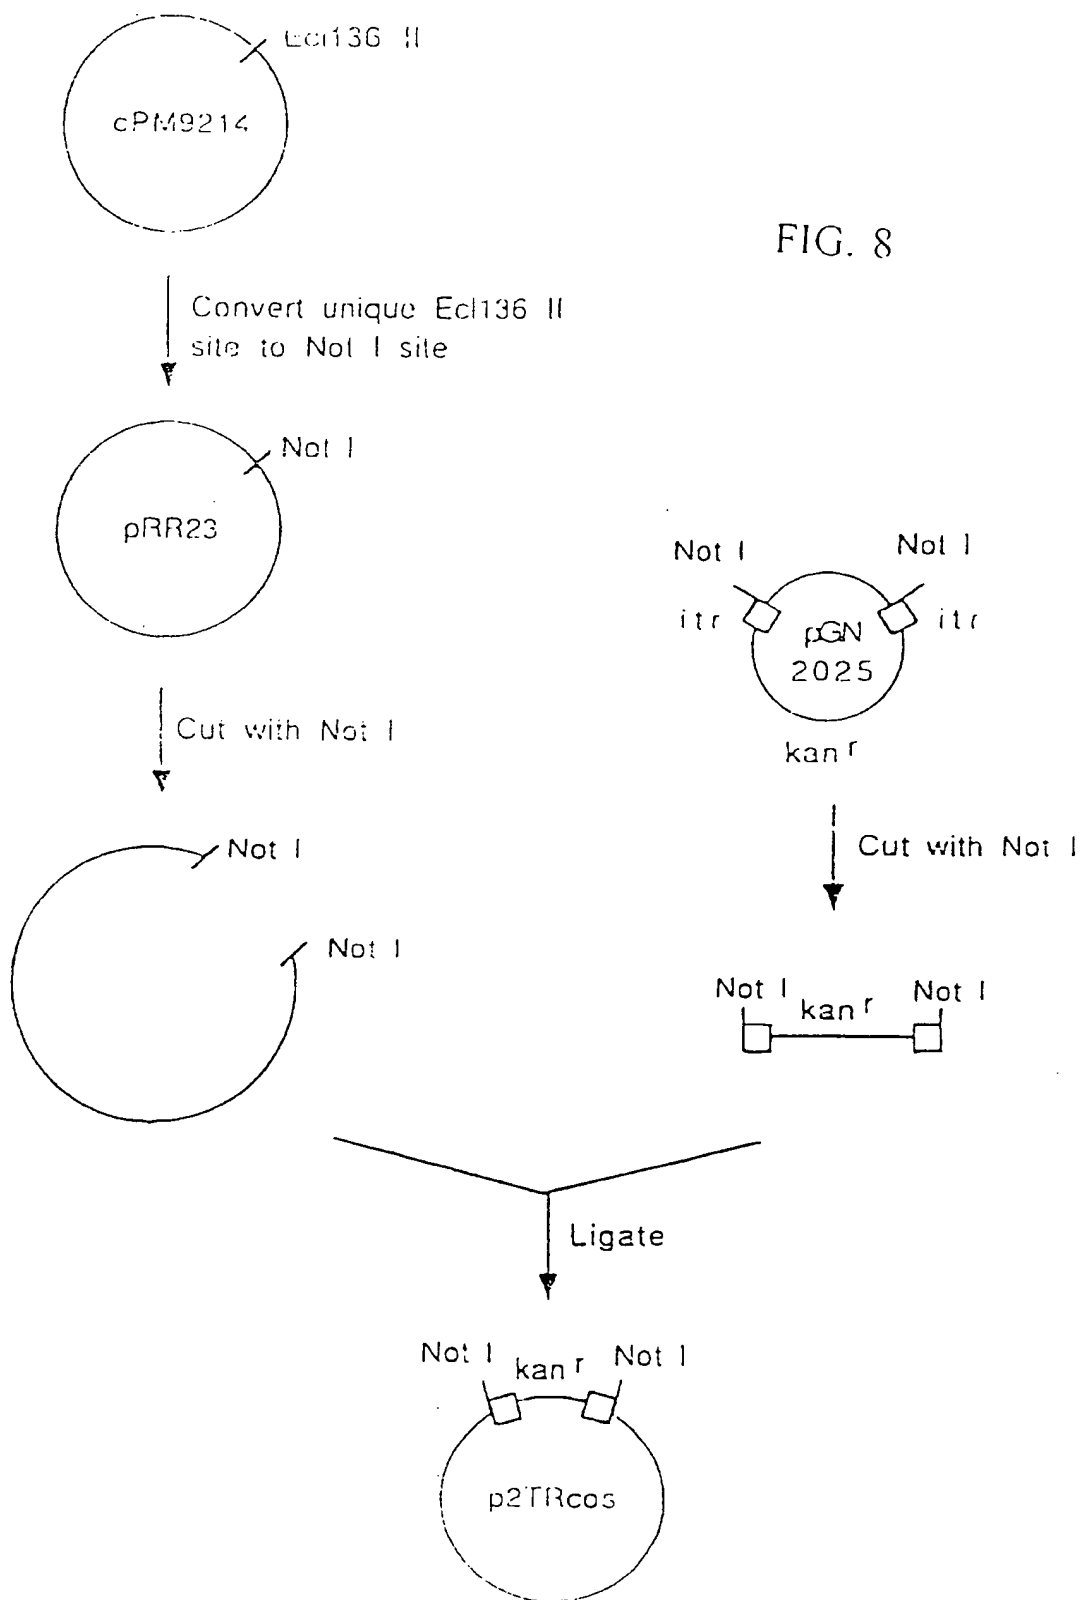 Ecl136 II
cPM9214
FIG. 8
Convert unique Ecl136 II
site to Not I site
Not I
pRR23
Not I
Not I
itr
itr
pGN
2025
kan r
Cut with Not I
Cut with Not I
Not I
Not I
Not I
kan r
Not I
Ligate
Not I
kan r
Not I
p2TRcos